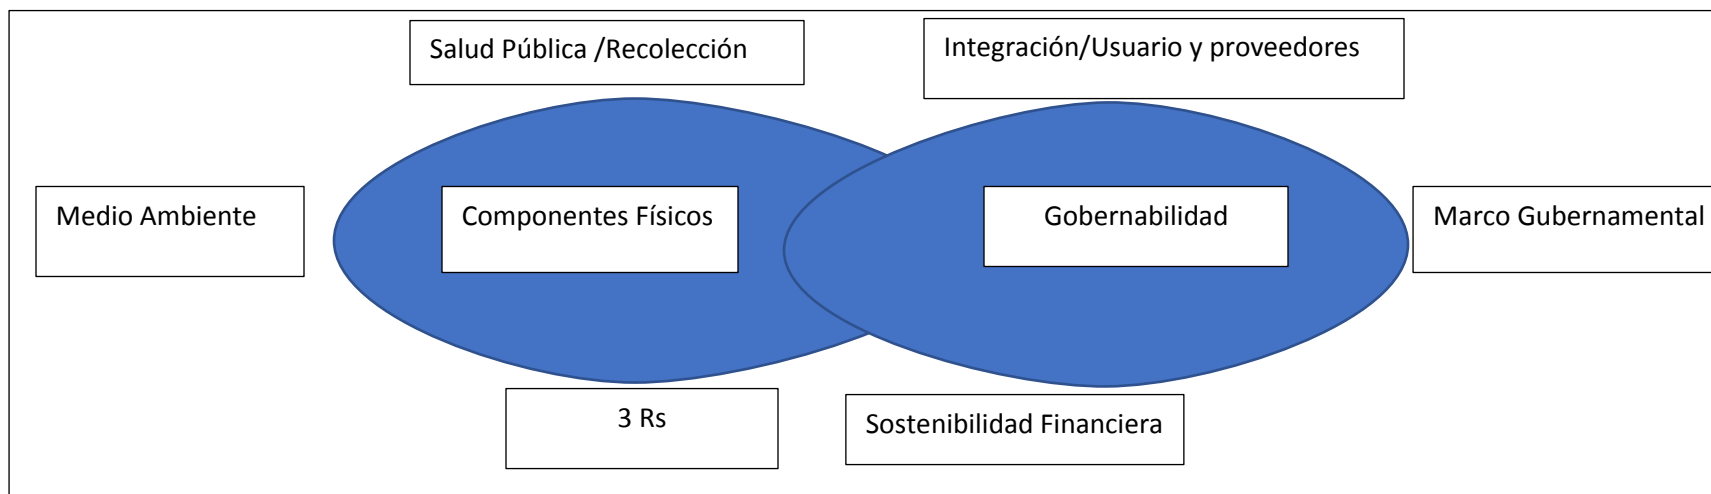 Salud Pública /Recolección
Integración/Usuario y proveedores
Medio Ambiente
Componentes Físicos
Gobernabilidad
Marco Gubernamental
3 Rs
Sostenibilidad Financiera